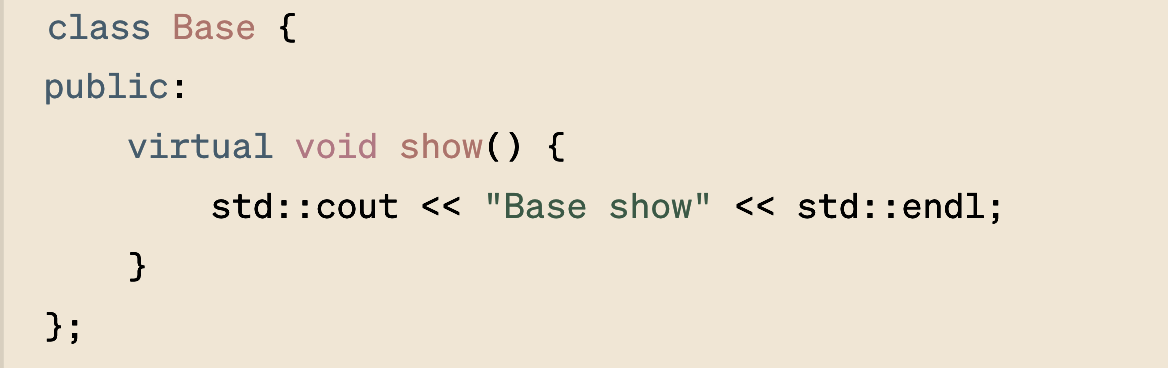 class Base {
public:
    virtual void show() {
        std::cout << "Base show" << std::endl;
    }
};